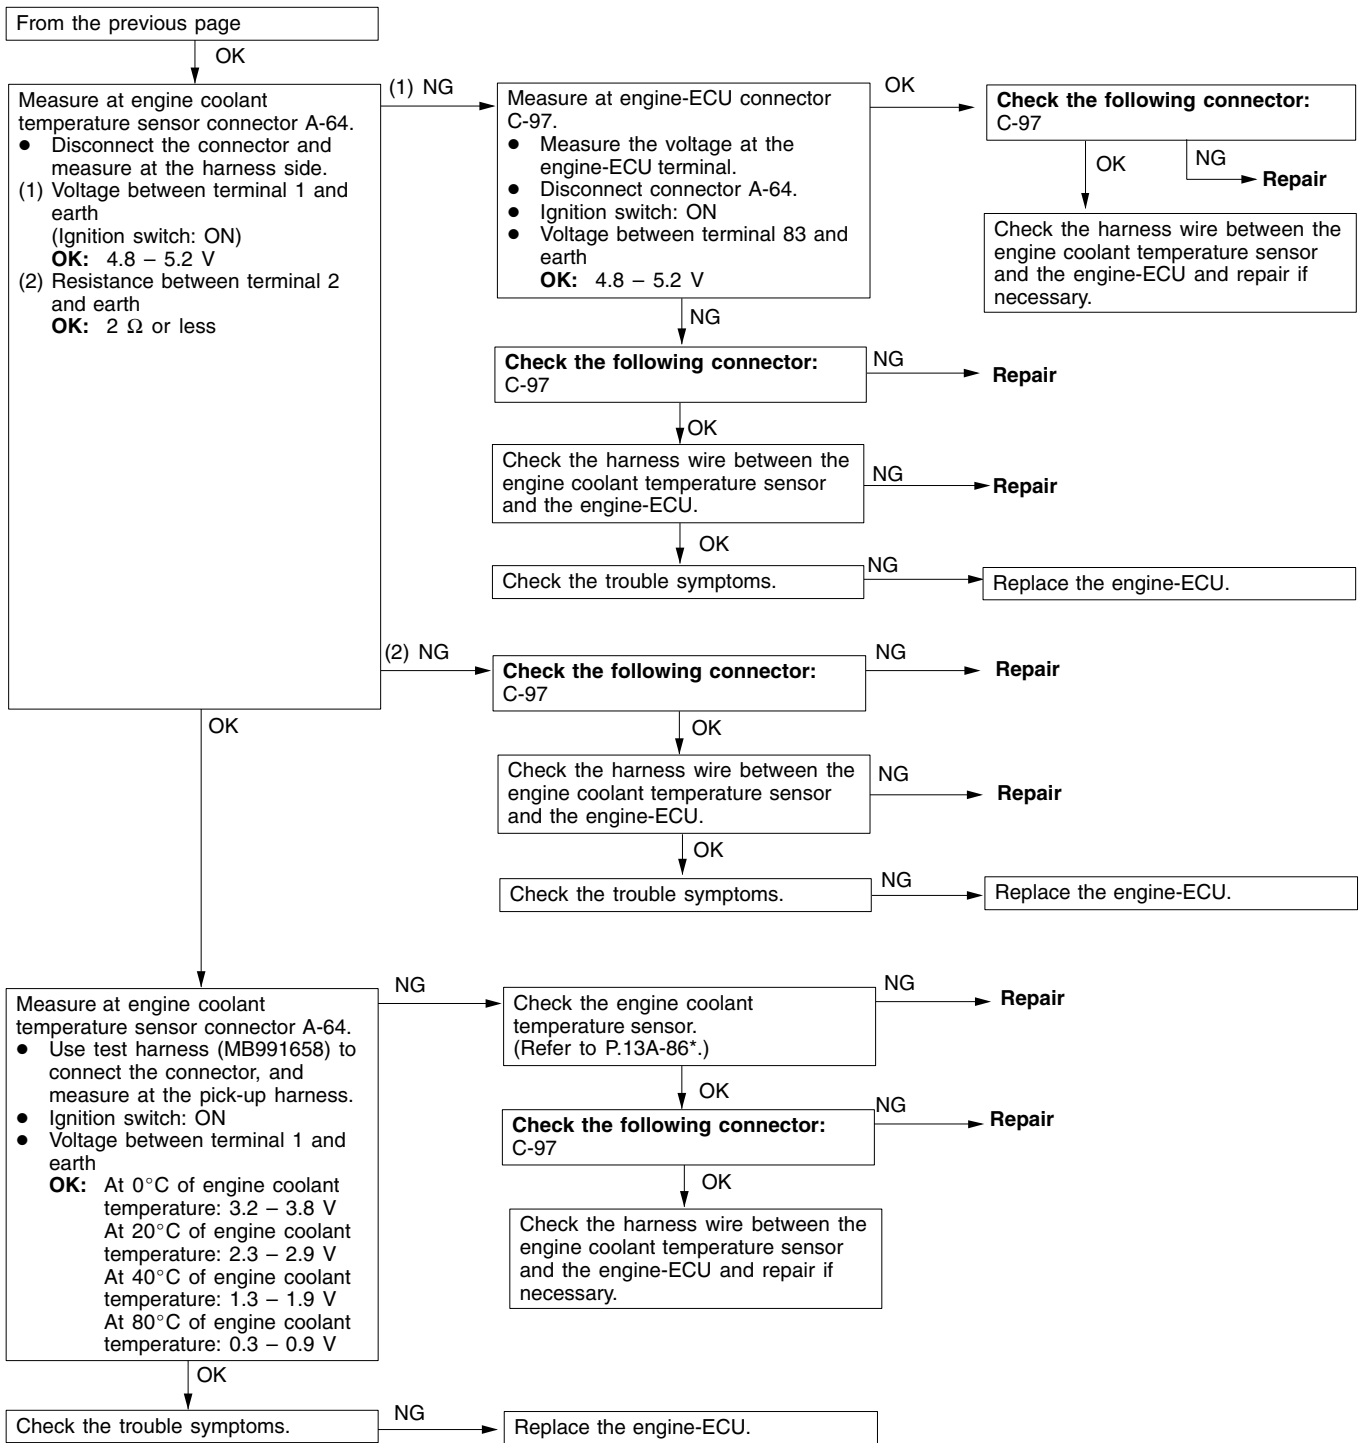 From the previous page
OK
Measure at engine coolant
temperature sensor connector A-64.
● Disconnect the connector and
measure at the harness side.
(1) Voltage between terminal 1 and
earth
(Ignition switch: ON)
OK: 4.8 – 5.2 V
(2) Resistance between terminal 2
and earth
OK: 2 Ω or less
(1) NG
Measure at engine-ECU connector
C-97.
● Measure the voltage at the
engine-ECU terminal.
● Disconnect connector A-64.
● Ignition switch: ON
● Voltage between terminal 83 and
earth
OK: 4.8 – 5.2 V
OK
Check the following connector:
C-97
OK
NG
Repair
Check the harness wire between the
engine coolant temperature sensor
and the engine-ECU and repair if
necessary.
NG
Check the following connector:
C-97
NG
Repair
OK
Check the harness wire between the
engine coolant temperature sensor
and the engine-ECU.
NG
Repair
OK
Check the trouble symptoms.
NG
Replace the engine-ECU.
(2) NG
Check the following connector:
C-97
NG
Repair
OK
Check the harness wire between the
engine coolant temperature sensor
and the engine-ECU.
NG
Repair
OK
Check the trouble symptoms.
NG
Replace the engine-ECU.
OK
Measure at engine coolant
temperature sensor connector A-64.
● Use test harness (MB991658) to
connect the connector, and
measure at the pick-up harness.
● Ignition switch: ON
● Voltage between terminal 1 and
earth
OK: At 0°C of engine coolant
temperature: 3.2 – 3.8 V
At 20°C of engine coolant
temperature: 2.3 – 2.9 V
At 40°C of engine coolant
temperature: 1.3 – 1.9 V
At 80°C of engine coolant
temperature: 0.3 – 0.9 V
NG
Check the engine coolant
temperature sensor.
(Refer to P.13A-86*.)
NG
Repair
OK
Check the following connector:
C-97
NG
Repair
OK
Check the harness wire between the
engine coolant temperature sensor
and the engine-ECU and repair if
necessary.
OK
Check the trouble symptoms.
NG
Replace the engine-ECU.